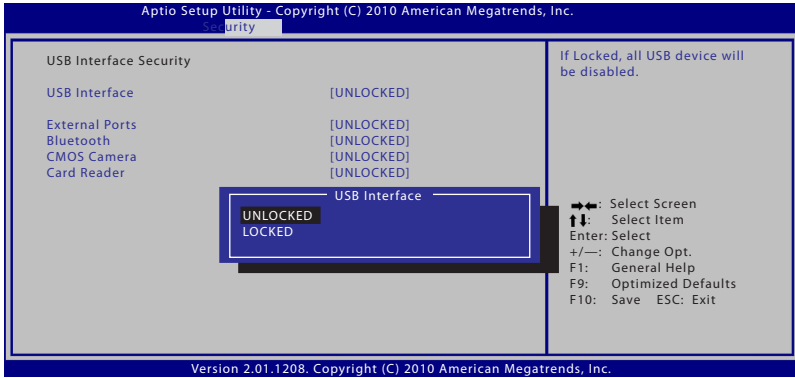 Aptio Setup Utility - Copyright (C) 2010 American Megatrends, Inc.
Security
USB Interface Security
USB Interface [UNLOCKED]
External Ports [UNLOCKED]
Bluetooth [UNLOCKED]
CMOS Camera [UNLOCKED]
Card Reader [UNLOCKED]
USB Interface
UNLOCKED
LOCKED
If Locked, all USB device will
be disabled.
→←: Select Screen
↑↓: Select Item
Enter: Select
+/—: Change Opt.
F1: General Help
F9: Optimized Defaults
F10: Save ESC: Exit
Version 2.01.1208. Copyright (C) 2010 American Megatrends, Inc.